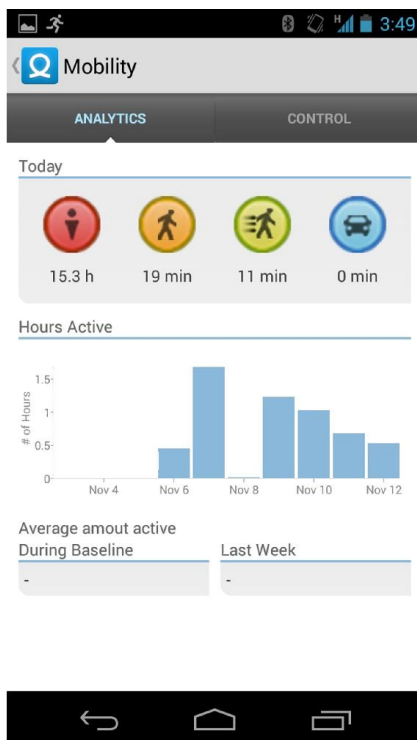 H 3:49
Mobility
ANALYTICS CONTROL
Today
15.3 h 19 min 11 min 0 min
Hours Active
# of Hours
1.5
1
0.5
0
Nov 4 Nov 6 Nov 8 Nov 10 Nov 12
Average amout active
During Baseline Last Week
- -